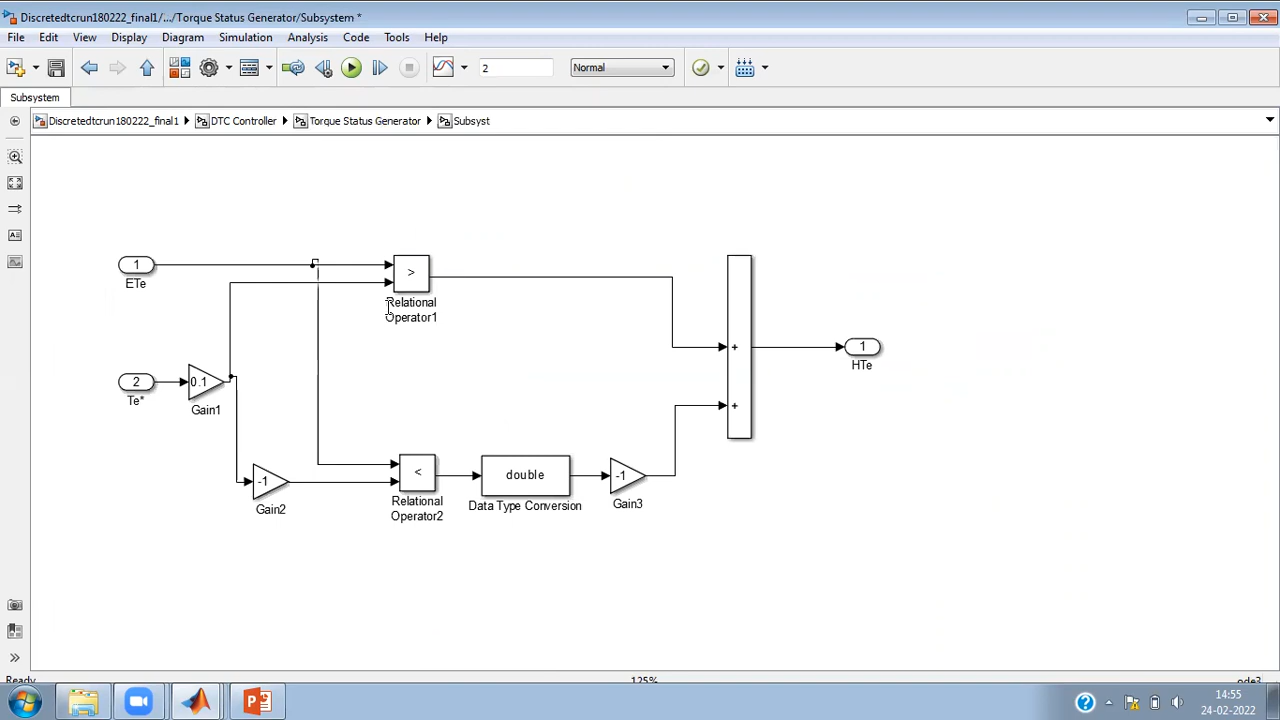 Discretedtcrun180222_final1/.../Torque Status Generator/Subsystem *
File Edit View Display Diagram Simulation Analysis Code Tools Help
2 Normal
Subsystem
Discretedtcrun180222_final1 DTC Controller Torque Status Generator Subsyst
1
ETe
>
Relational
Operator1
+
1
HTe
2
Te*
0.1
Gain1
+
-1
Gain2
<
Relational
Operator2
double
Data Type Conversion
-1
Gain3
Ready 125% ode3
14:55
24-02-2022